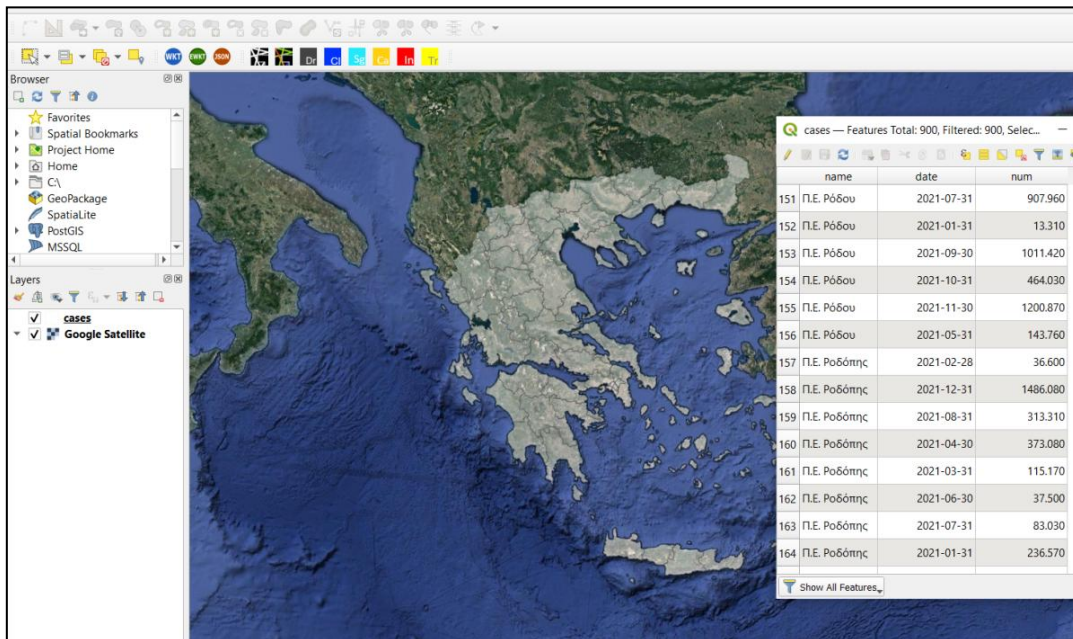 WKT EWKT JSON Dr Cl Sg Ca In Tr
Browser
Favorites
Spatial Bookmarks
Project Home
Home
C:\
GeoPackage
SpatiaLite
PostGIS
MSSQL
Layers
cases
Google Satellite
cases — Features Total: 900, Filtered: 900, Selec...
name date num
151 Π.Ε. Ρόδου 2021-07-31 907.960
152 Π.Ε. Ρόδου 2021-01-31 13.310
153 Π.Ε. Ρόδου 2021-09-30 1011.420
154 Π.Ε. Ρόδου 2021-10-31 464.030
155 Π.Ε. Ρόδου 2021-11-30 1200.870
156 Π.Ε. Ρόδου 2021-05-31 143.760
157 Π.Ε. Ροδόπης 2021-02-28 36.600
158 Π.Ε. Ροδόπης 2021-12-31 1486.080
159 Π.Ε. Ροδόπης 2021-08-31 313.310
160 Π.Ε. Ροδόπης 2021-04-30 373.080
161 Π.Ε. Ροδόπης 2021-03-31 115.170
162 Π.Ε. Ροδόπης 2021-06-30 37.500
163 Π.Ε. Ροδόπης 2021-07-31 83.030
164 Π.Ε. Ροδόπης 2021-01-31 236.570
Show All Features